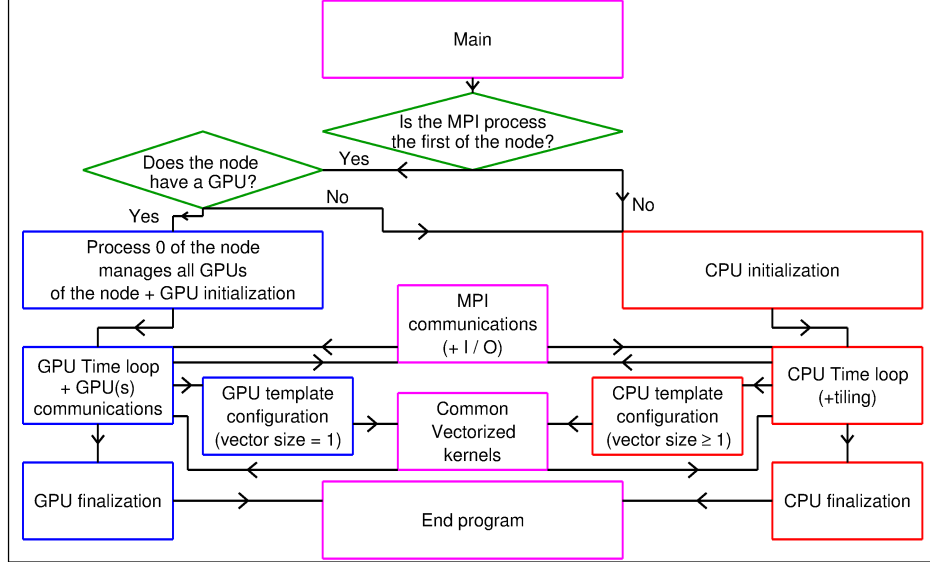 Main
Is the MPI process
the first of the node?
Does the node
have a GPU?
Yes
No
No
Yes
Process 0 of the node
manages all GPUs
of the node + GPU initialization
CPU initialization
MPI
communications
(+ I / O)
GPU Time loop
+ GPU(s)
communications
GPU template
configuration
(vector size = 1)
Common
Vectorized
kernels
CPU template
configuration
(vector size ≥ 1)
CPU Time loop
(+tiling)
GPU finalization
End program
CPU finalization